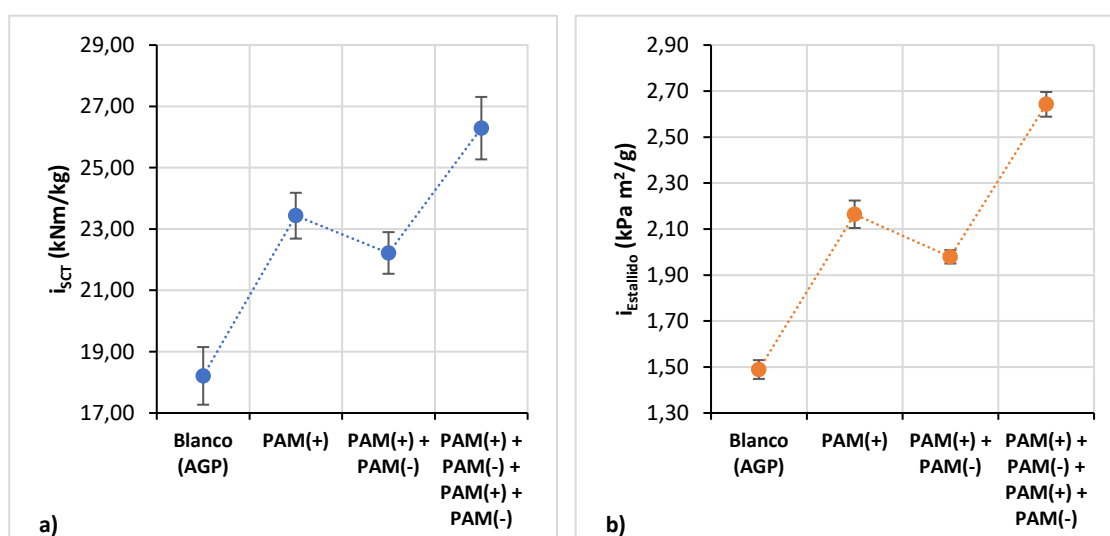 29,00
27,00
25,00
23,00
21,00
19,00
17,00
iSCT (kNm/kg)
Blanco
(AGP)
PAM(+)
PAM(+) +
PAM(-)
PAM(+) +
PAM(-) +
PAM(+) +
PAM(-)
a)
2,90
2,70
2,50
2,30
2,10
1,90
1,70
1,50
1,30
iEstallido (kPa m²/g)
Blanco
(AGP)
PAM(+)
PAM(+) +
PAM(-)
PAM(+) +
PAM(-) +
PAM(+) +
PAM(-)
b)